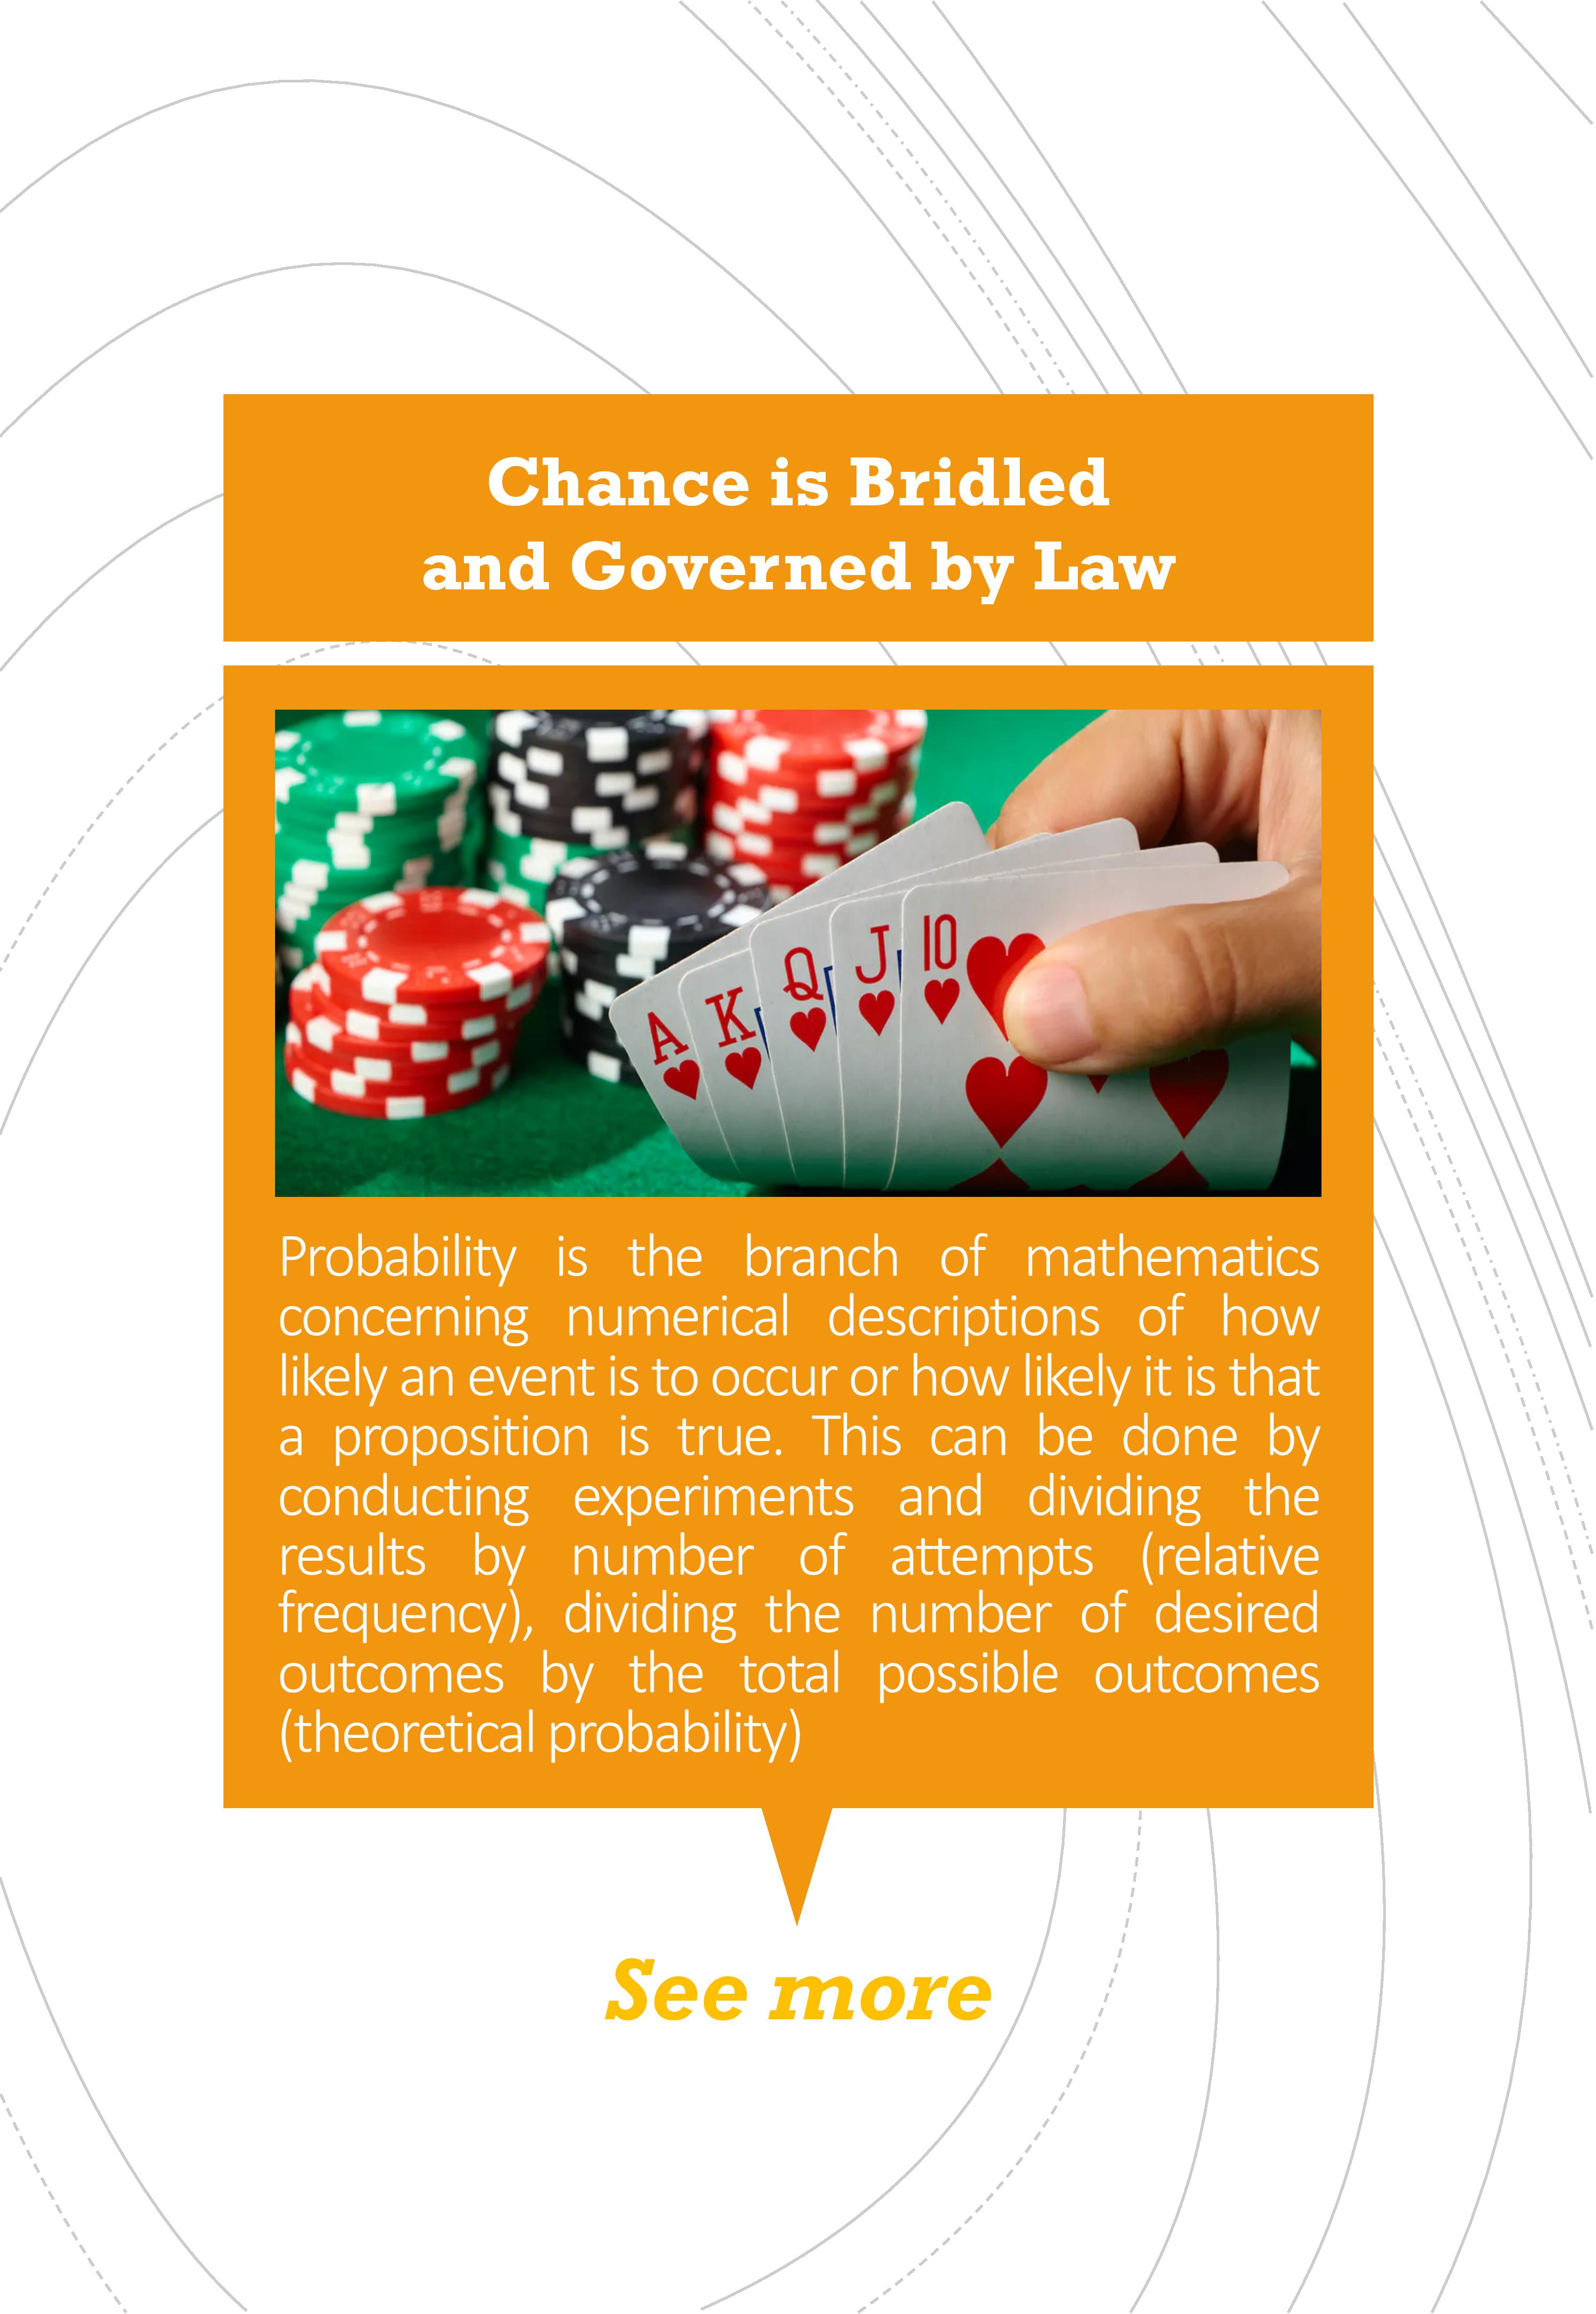 Chance is Bridled
and Governed by Law
A K Q J 10
Probability is the branch of mathematics
concerning numerical descriptions of how
likely an event is to occur or how likely it is that
a proposition is true. This can be done by
conducting experiments and dividing the
results by number of attempts (relative
frequency), dividing the number of desired
outcomes by the total possible outcomes
(theoretical probability)
See more